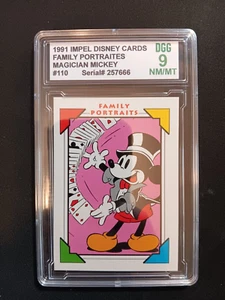 1991 IMPEL DISNEY CARDS
FAMILY PORTRAITES
MAGICIAN MICKEY
#110 Serial# 257666
DGG
9
NM/MT
FAMILY
PORTRAITS